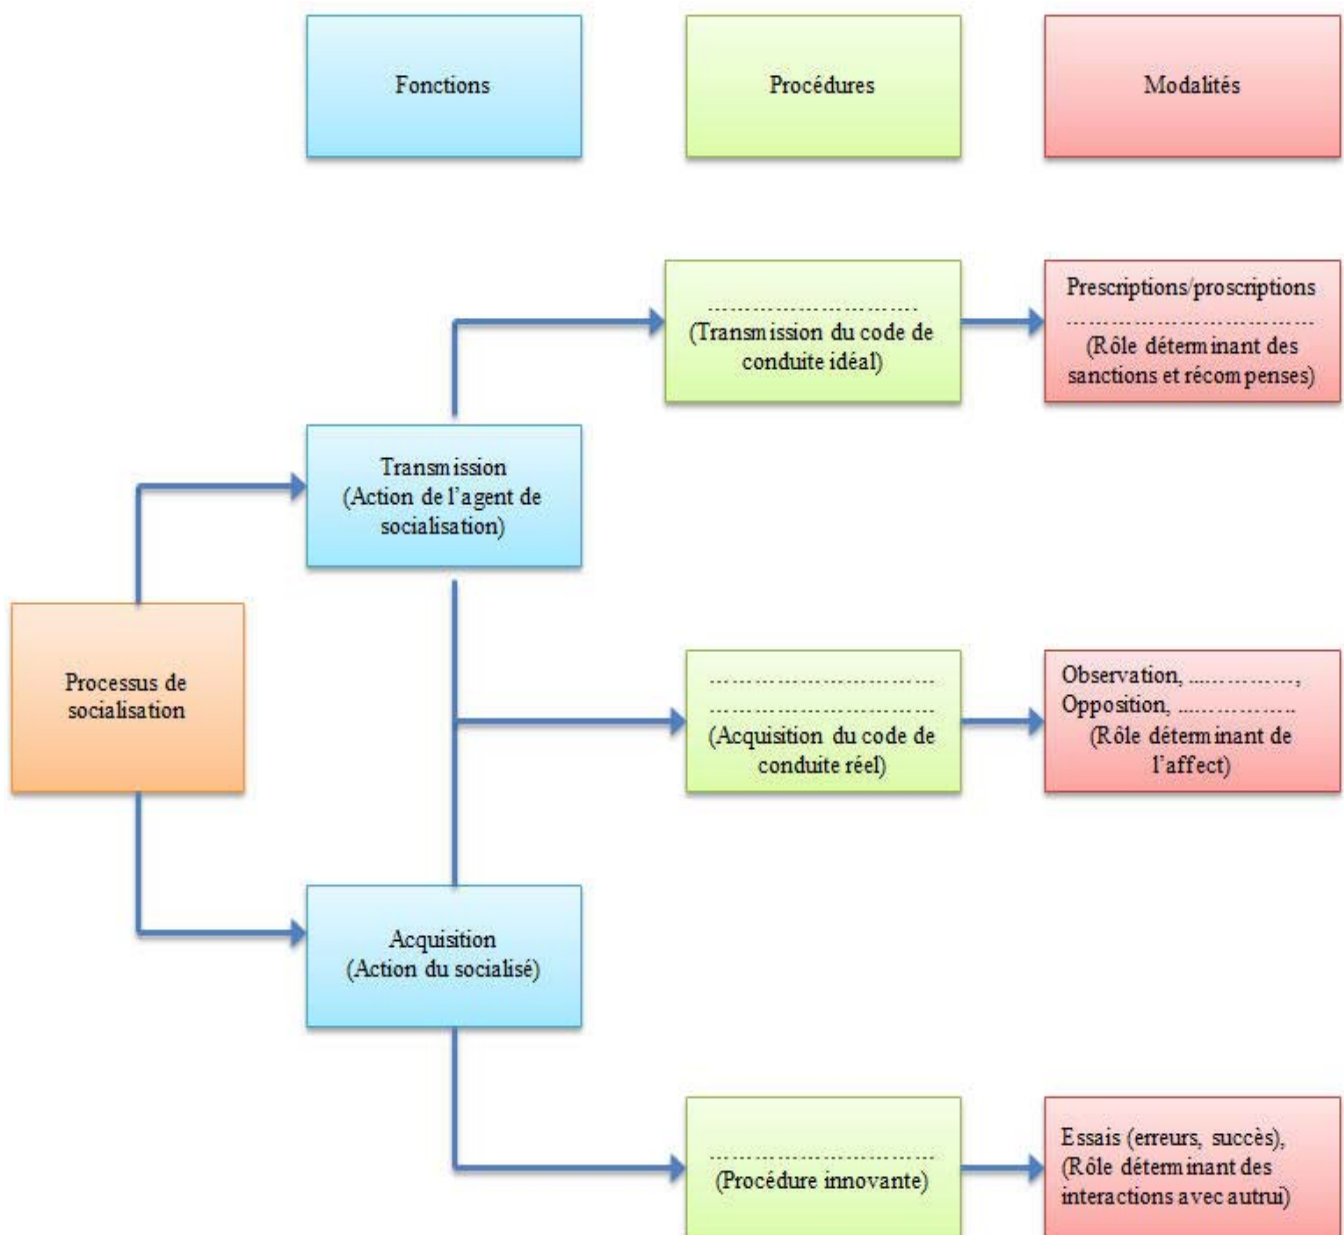 Fonctions
Procédures
Modalités
……………………….
(Transmission du code de
conduite idéal)
Prescriptions/proscriptions
……………………………
(Rôle déterminant des
sanctions et récompenses)
Transmission
(Action de l’agent de
socialisation)
Processus de
socialisation
…………………………
…………………………
(Acquisition du code de
conduite réel)
Observation, ...…………,
Opposition, ...…………..
(Rôle déterminant de
l’affect)
Acquisition
(Action du socialisé)
…………………………
(Procédure innovante)
Essais (erreurs, succès),
(Rôle déterminant des
interactions avec autrui)